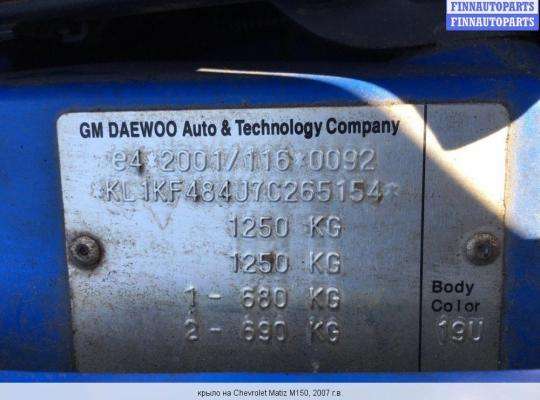 FINNAUTOPARTS
FINNAUTOPARTS
GM DAEWOO Auto & Technology Company
e4*2001/116*0092
*KL1KF484J7C265154*
1250 KG
1250 KG
1 - 680 KG
2 - 690 KG
Body
Color
19U
крыло на Chevrolet Matiz M150, 2007 г.в.